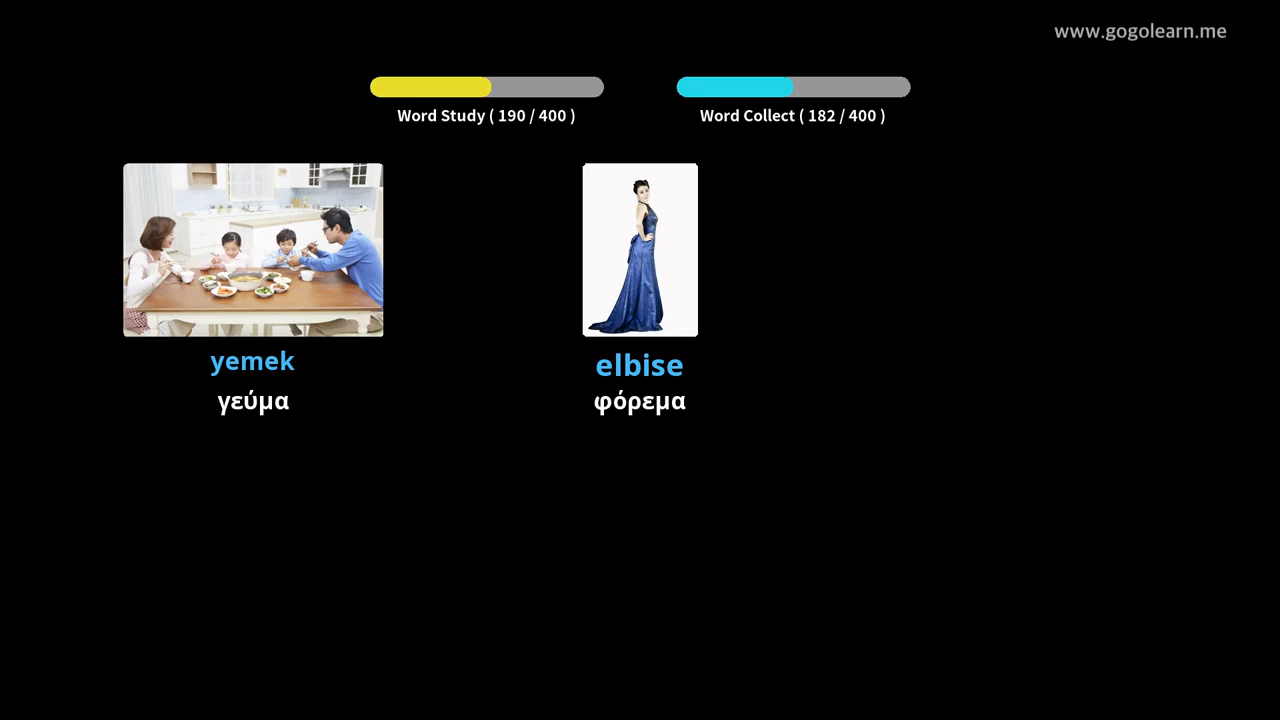 www.gogolearn.me
Word Study ( 190 / 400 )
Word Collect ( 182 / 400 )
yemek
γεύμα
elbise
φόρεμα